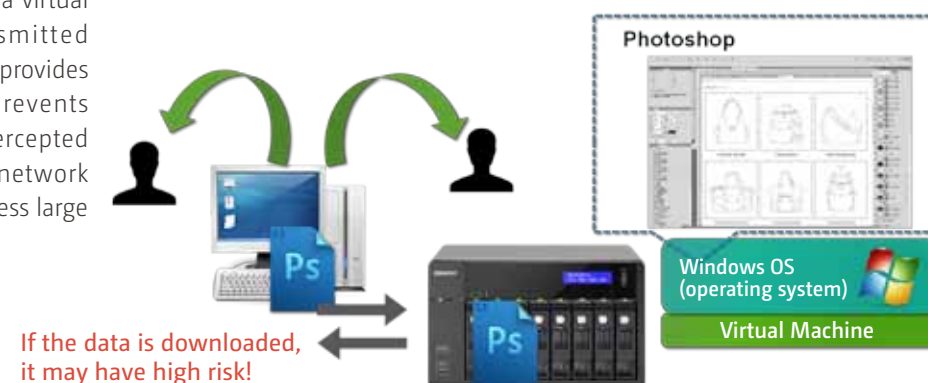 a virtual
smitted
provides
revents
ercepted
network
ess large
Photoshop
Ps
Ps
Windows OS
(operating system)
Virtual Machine
If the data is downloaded,
it may have high risk!